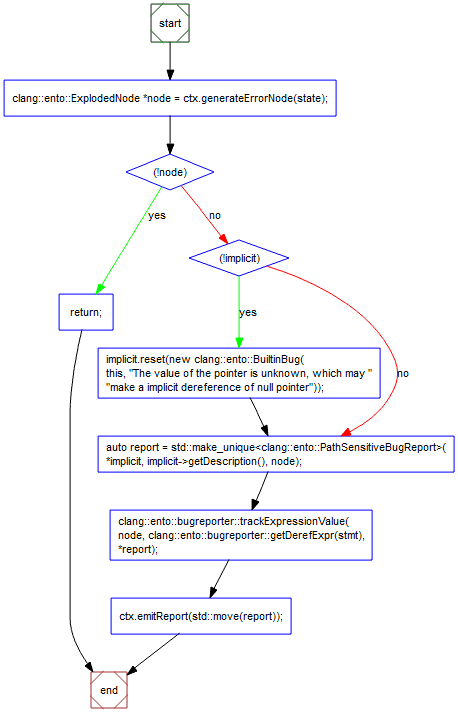 start
clang::ento::ExplodedNode *node = ctx.generateErrorNode(state);
(!node)
yes
no
(!implicit)
return;
yes
implicit.reset(new clang::ento::BuiltinBug(
this, "The value of the pointer is unknown, which may "
"make a implicit dereference of null pointer"));
no
auto report = std::make_unique<clang::ento::PathSensitiveBugReport>(
*implicit, implicit->getDescription(), node);
clang::ento::bugreporter::trackExpressionValue(
node, clang::ento::bugreporter::getDerefExpr(stmt),
*report);
ctx.emitReport(std::move(report));
end